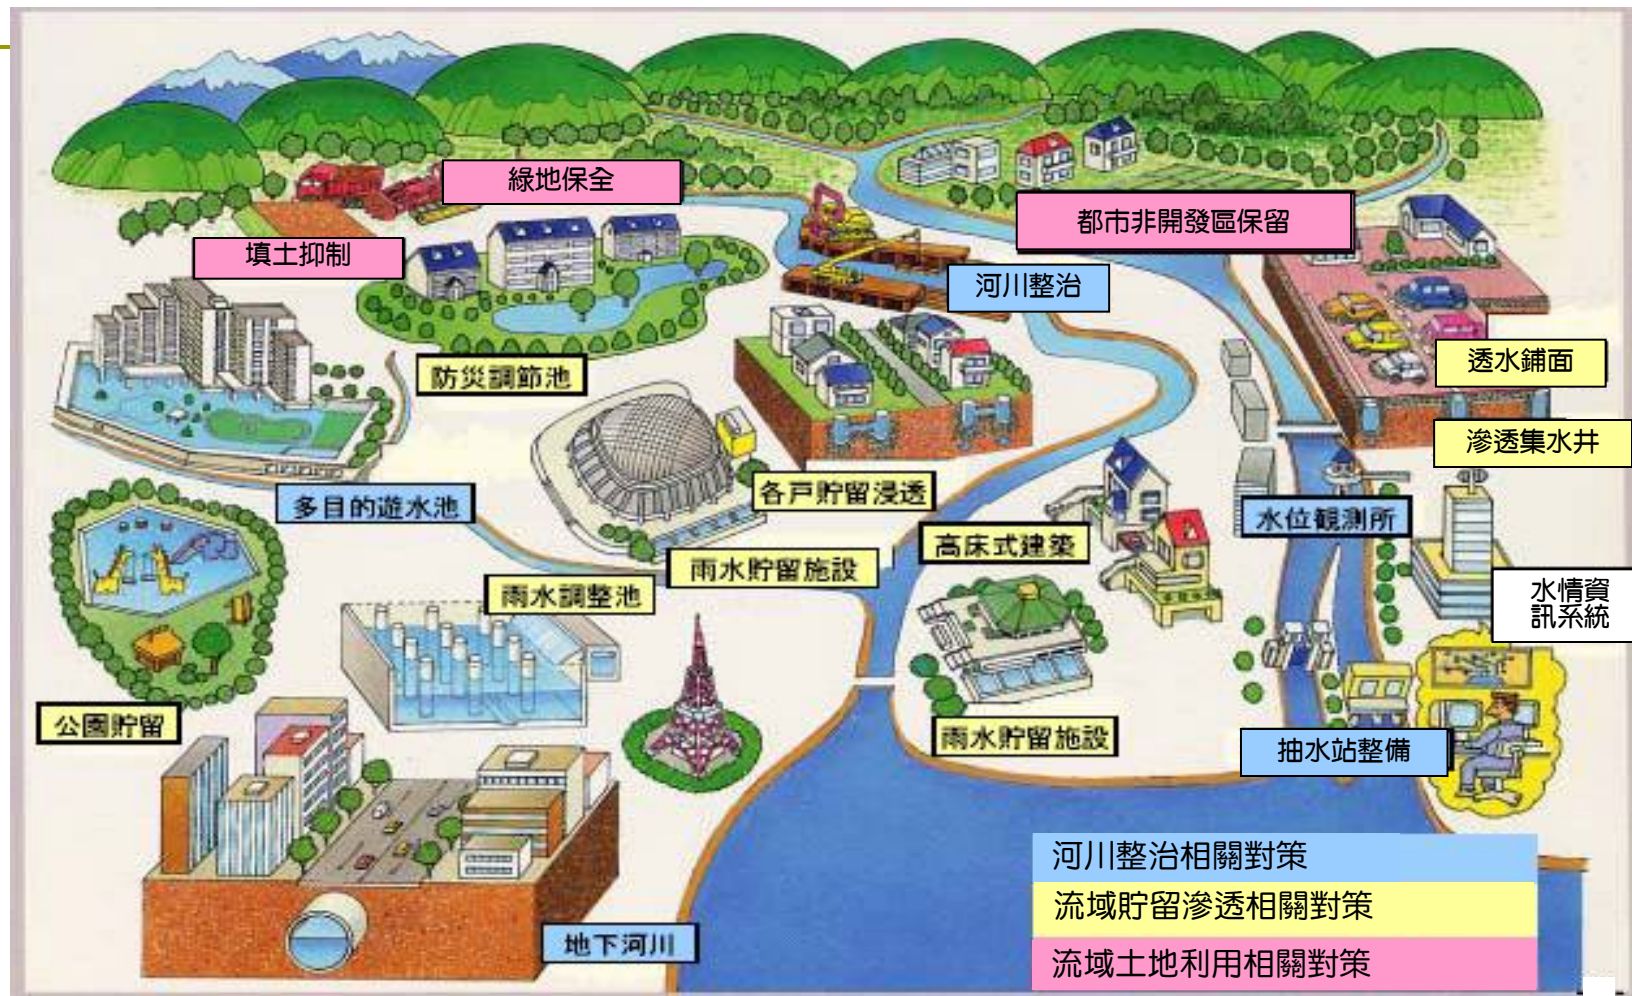 綠地保全
都市非開發區保留
填土抑制
河川整治
透水鋪面
防災調節池
滲透集水井
各戸貯留浸透
多目的遊水池
水位観測所
高床式建築
雨水貯留施設
雨水調整池
水情資
訊系統
公園貯留
雨水貯留施設
抽水站整備
地下河川
河川整治相關對策
流域貯留滲透相關對策
流域土地利用相關對策